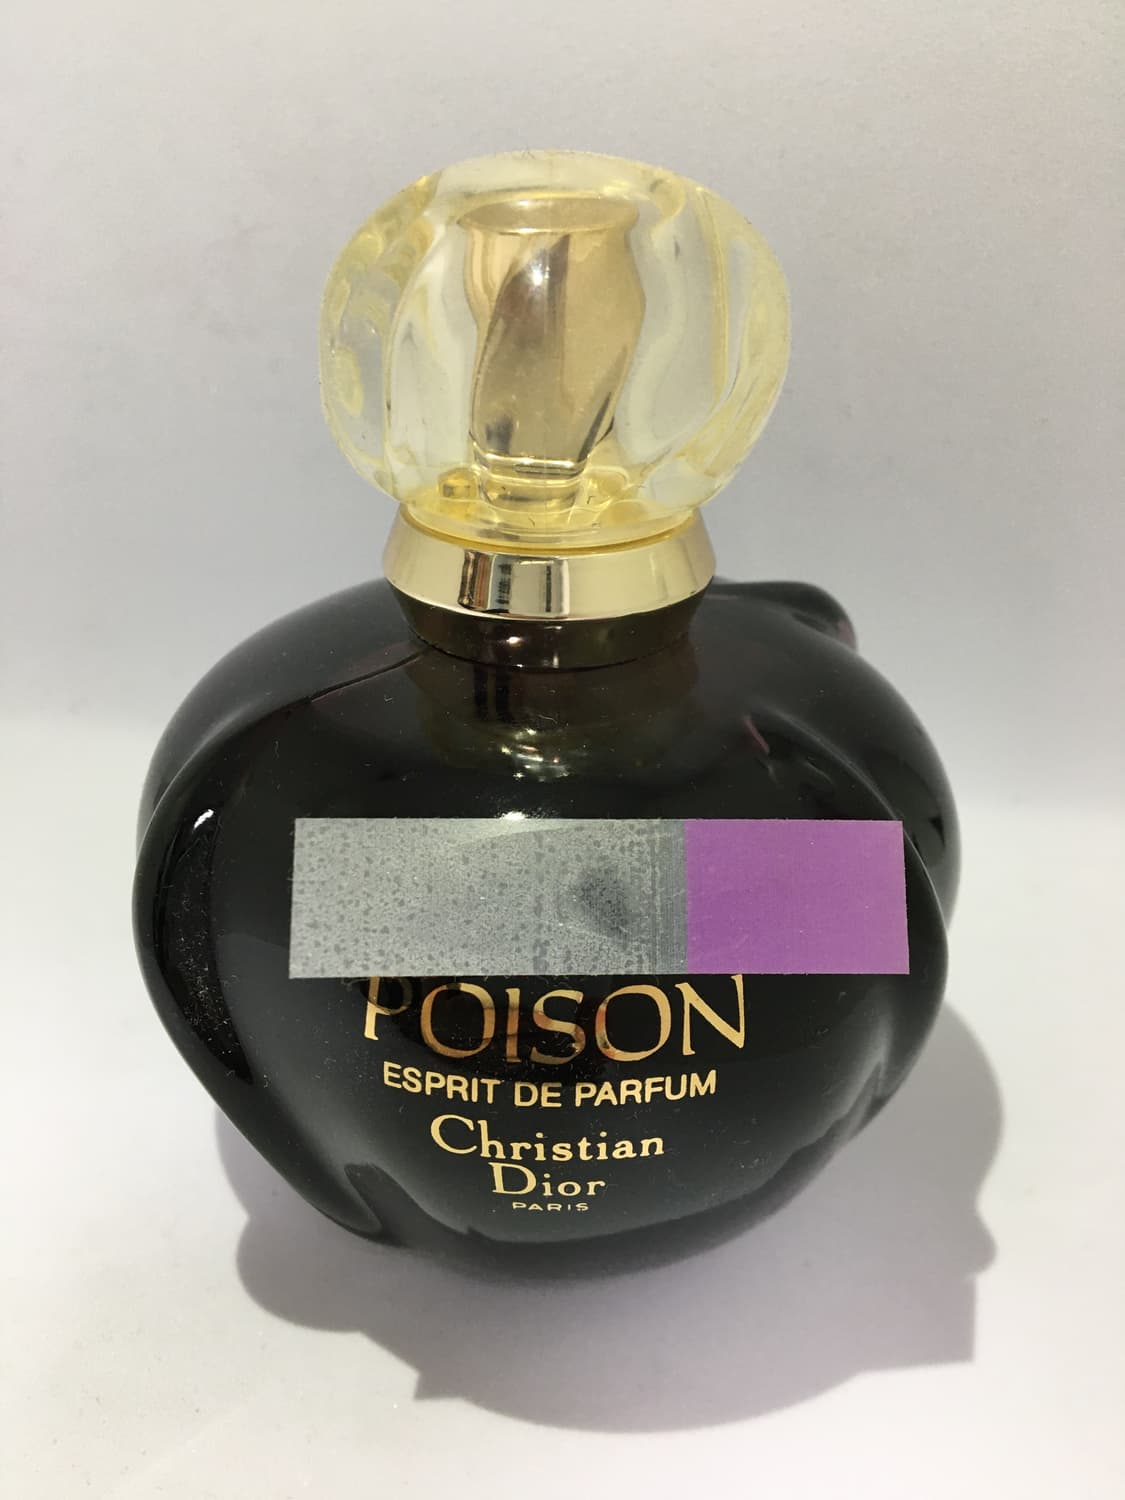 POISON
ESPRIT DE PARFUM
Christian
Dior
PARIS